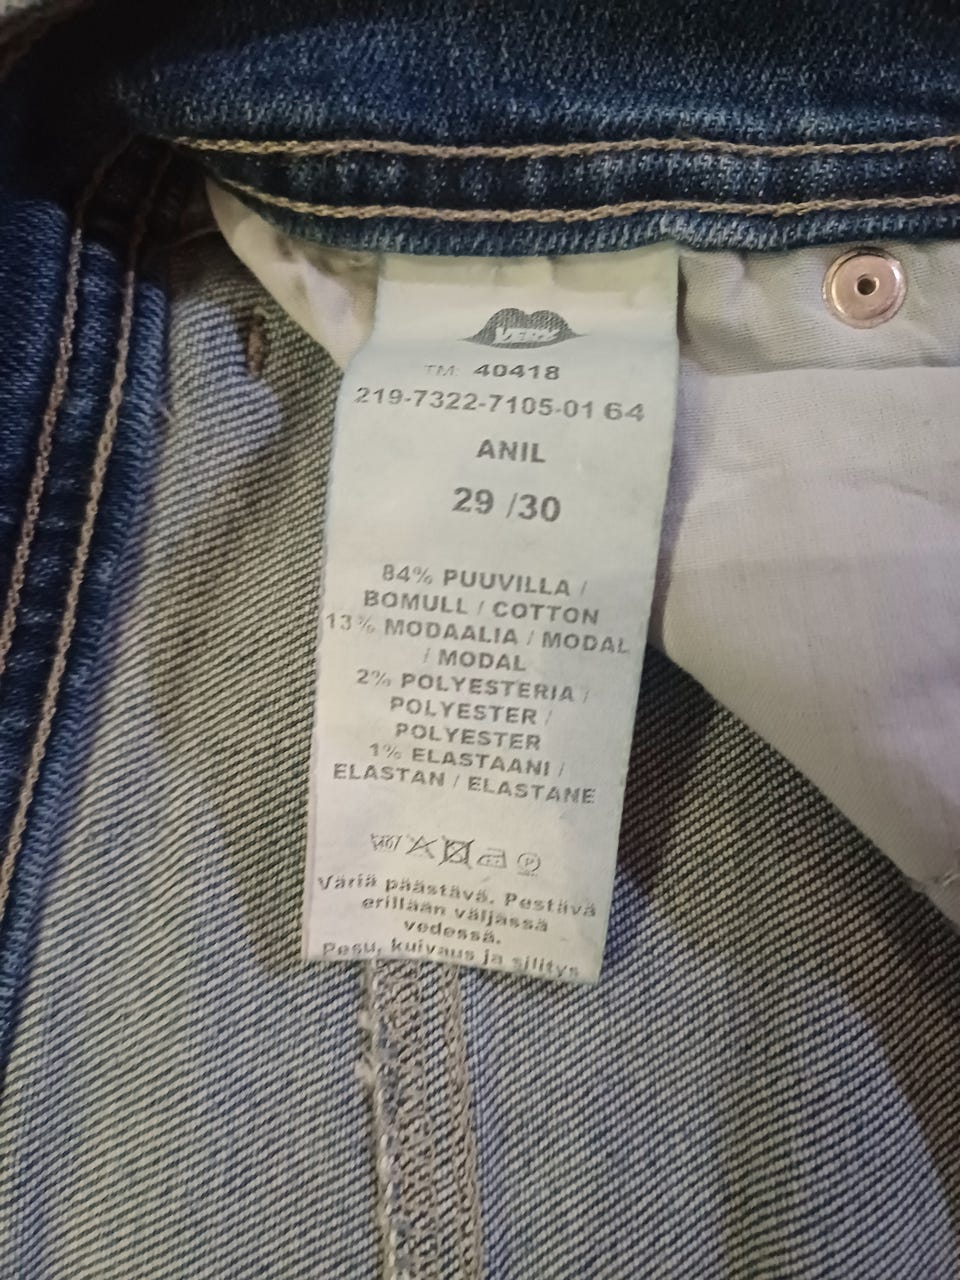 TM: 40418
219-7322-7105-01 64
ANIL
29 /30
84% PUUVILLA /
BOMULL / COTTON
13% MODAALIA / MODAL
/ MODAL
2% POLYESTERIA /
POLYESTER /
POLYESTER
1% ELASTAANI /
ELASTAN / ELASTANE
P
Väriä päästävä. Pestävä
erillään väljässä
vedessä.
Pesu, kuivaus ja silitys